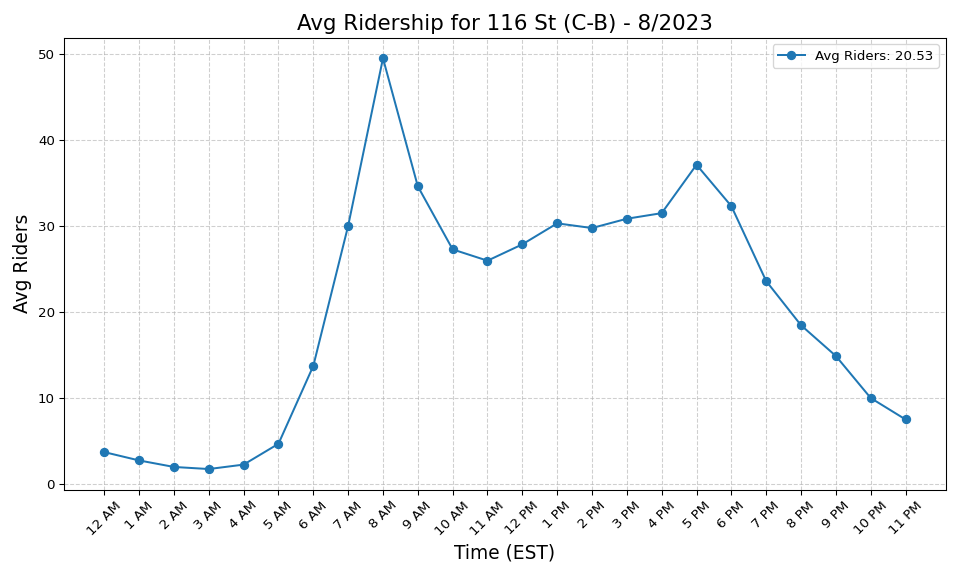 Avg Ridership for 116 St (C-B) - 8/2023
Avg Riders: 20.53
Avg Riders
50
40
30
20
10
0
12 AM
1 AM
2 AM
3 AM
4 AM
5 AM
6 AM
7 AM
8 AM
9 AM
10 AM
11 AM
12 PM
1 PM
2 PM
3 PM
4 PM
5 PM
6 PM
7 PM
8 PM
9 PM
10 PM
11 PM
Time (EST)